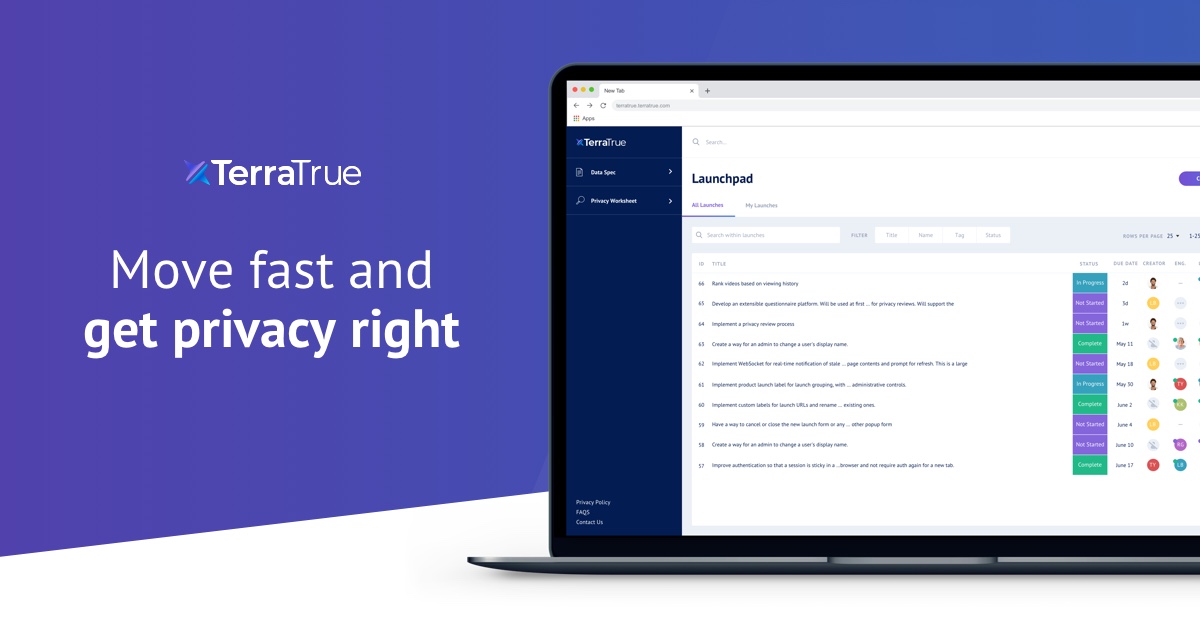 TerraTrue
Move fast and
get privacy right
New Tab
terratrue.terratrue.com
Apps
TerraTrue
Data Spec
Privacy Worksheet
Privacy Policy
FAQS
Contact Us
Search...
Launchpad
All Launches My Launches
Search within launches FILTER Title Name Tag Status ROWS PER PAGE 25 1-25
ID TITLE STATUS DUE DATE CREATOR ENG.
66 Rank videos based on viewing history In Progress 2d
65 Develop an extensible questionnaire platform. Will be used at first ... for privacy reviews. Will support the Not Started 3d LB
64 Implement a privacy review process Not Started 1w
63 Create a way for an admin to change a user's display name. Complete May 11
62 Implement WebSocket for real-time notification of stale ... page contents and prompt for refresh. This is a large Not Started May 18 LB
61 Implement product launch label for launch grouping, with ... administrative controls. In Progress May 30 TY
60 Implement custom labels for launch URLs and rename ... existing ones. Complete June 2
59 Have a way to cancel or close the new launch form or any ... other popup form Not Started June 4 LB
58 Create a way for an admin to change a user's display name. Not Started June 10 RG
57 Improve authentication so that a session is sticky in a ...browser and not require auth again for a new tab. Complete June 17 TY LB